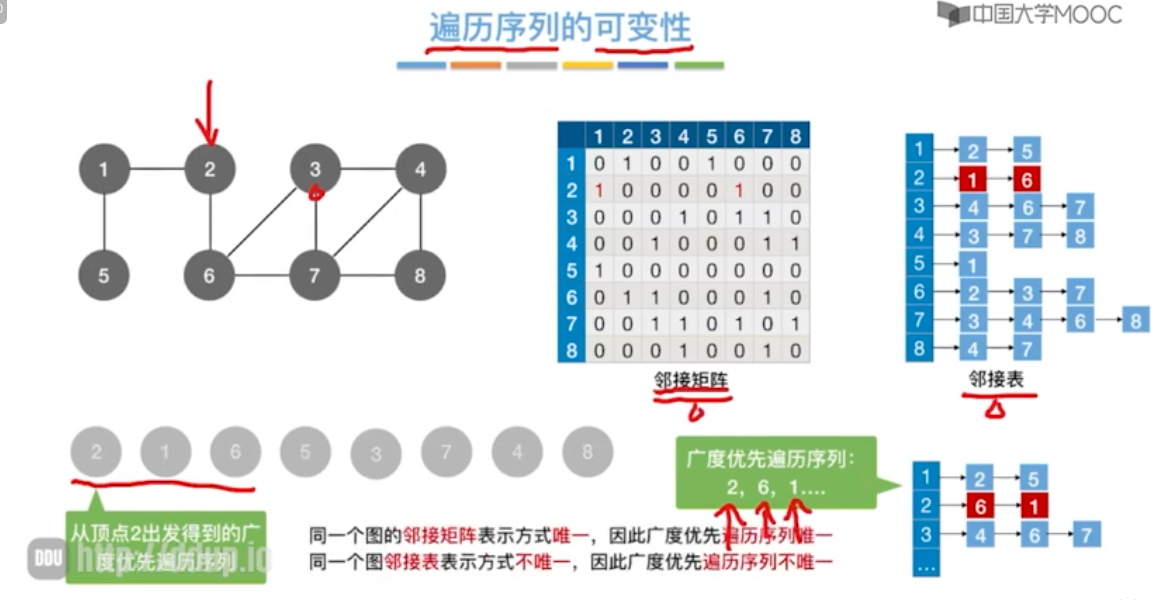 遍历序列的可变性
中国大学MOOC
1 2 3 4
5 6 7 8
1 2 3 4 5 6 7 8
1 0 1 0 0 1 0 0 0
2 1 0 0 0 0 1 0 0
3 0 0 0 1 0 1 1 0
4 0 0 1 0 0 0 1 1
5 1 0 0 0 0 0 0 0
6 0 1 1 0 0 0 1 0
7 0 0 1 1 0 1 0 1
8 0 0 0 1 0 0 1 0
邻接矩阵
1 2 5
2 1 6
3 4 6 7
4 3 7 8
5 1
6 2 3 7
7 3 4 6 8
8 4 7
邻接表
2 1 6 5 3 7 4 8
从顶点2出发得到的广
度优先遍历序列
广度优先遍历序列：
2，6，1....
1 2 5
2 6 1
3 4 6 7
...
同一个图的邻接矩阵表示方式唯一，因此广度优先遍历序列唯一
同一个图邻接表表示方式不唯一，因此广度优先遍历序列不唯一
DDU